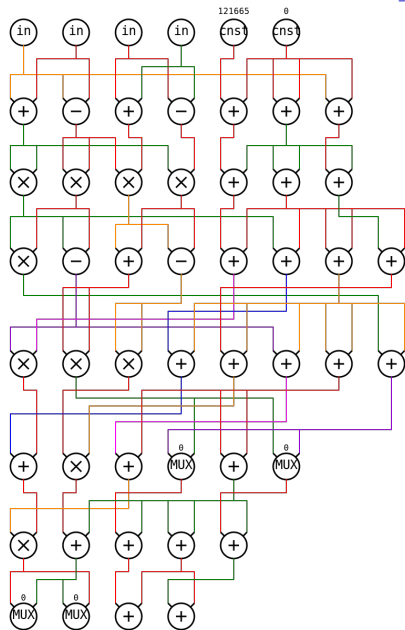 121665 0
in in in in cnst cnst
+ − + − + × +
× × × × + + +
× − + − + + + +
× × × + + + + +
0 0
+ × + MUX + MUX
× + + + +
0 0
MUX MUX + +